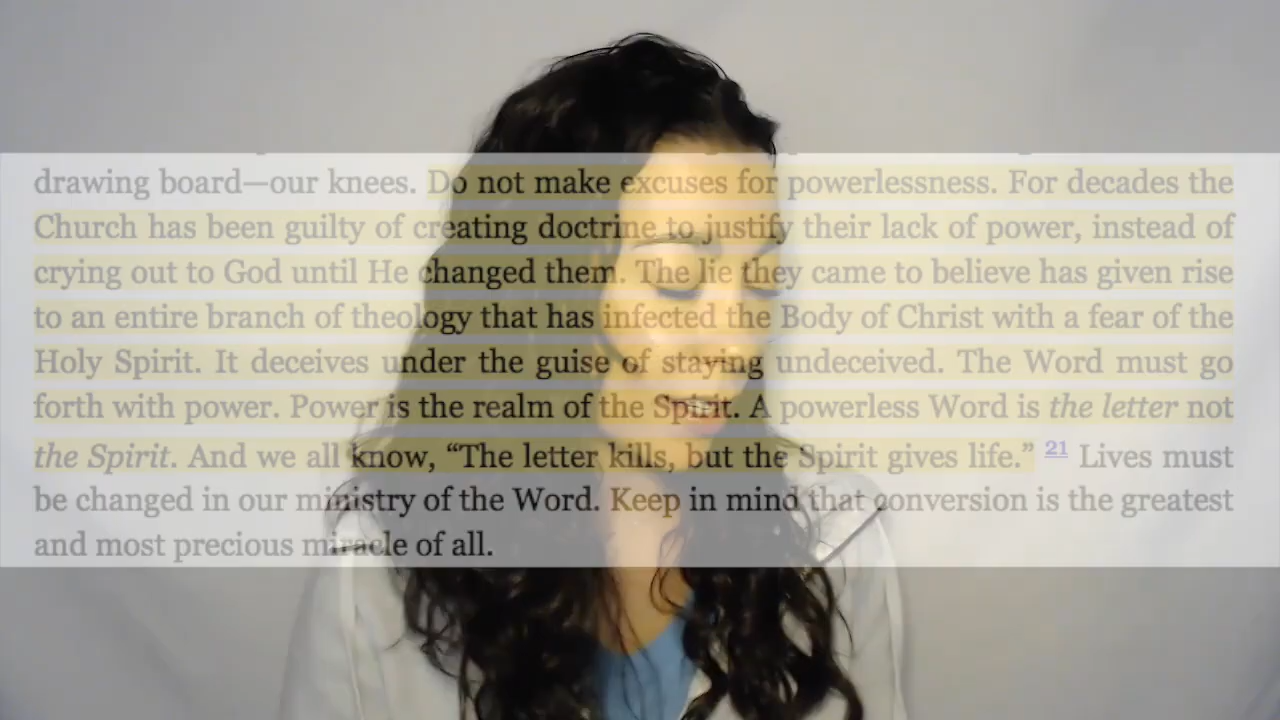 drawing board—our knees. Do not make excuses for powerlessness. For decades the
Church has been guilty of creating doctrine to justify their lack of power, instead of
crying out to God until He changed them. The lie they came to believe has given rise
to an entire branch of theology that has infected the Body of Christ with a fear of the
Holy Spirit. It deceives under the guise of staying undeceived. The Word must go
forth with power. Power is the realm of the Spirit. A powerless Word is the letter not
the Spirit. And we all know, “The letter kills, but the Spirit gives life.” 21 Lives must
be changed in our ministry of the Word. Keep in mind that conversion is the greatest
and most precious miracle of all.